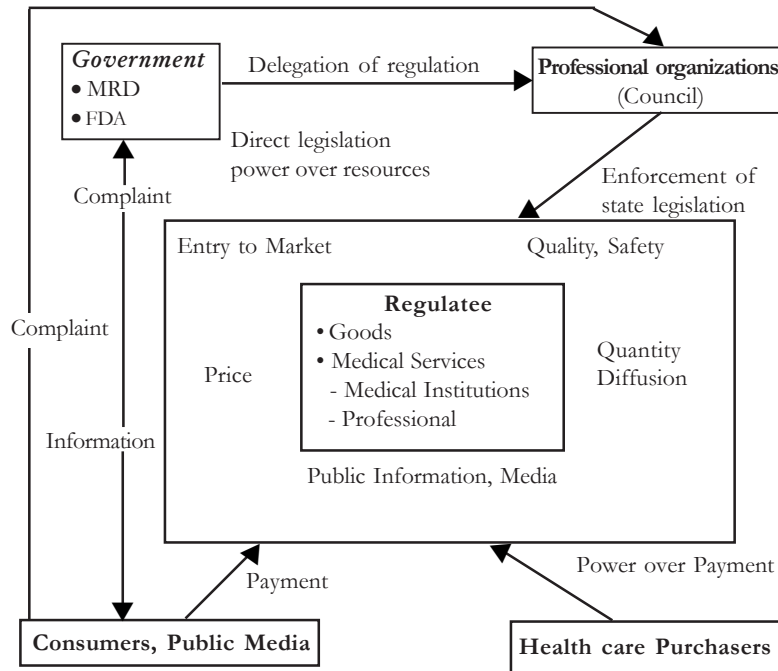 Government
• MRD
• FDA
Delegation of regulation
Professional organizations
(Council)
Direct legislation
power over resources
Complaint
Enforcement of
state legislation
Entry to Market
Quality, Safety
Regulatee
• Goods
• Medical Services
- Medical Institutions
- Professional
Complaint
Price
Quantity
Diffusion
Information
Public Information, Media
Payment
Power over Payment
Consumers, Public Media
Health care Purchasers